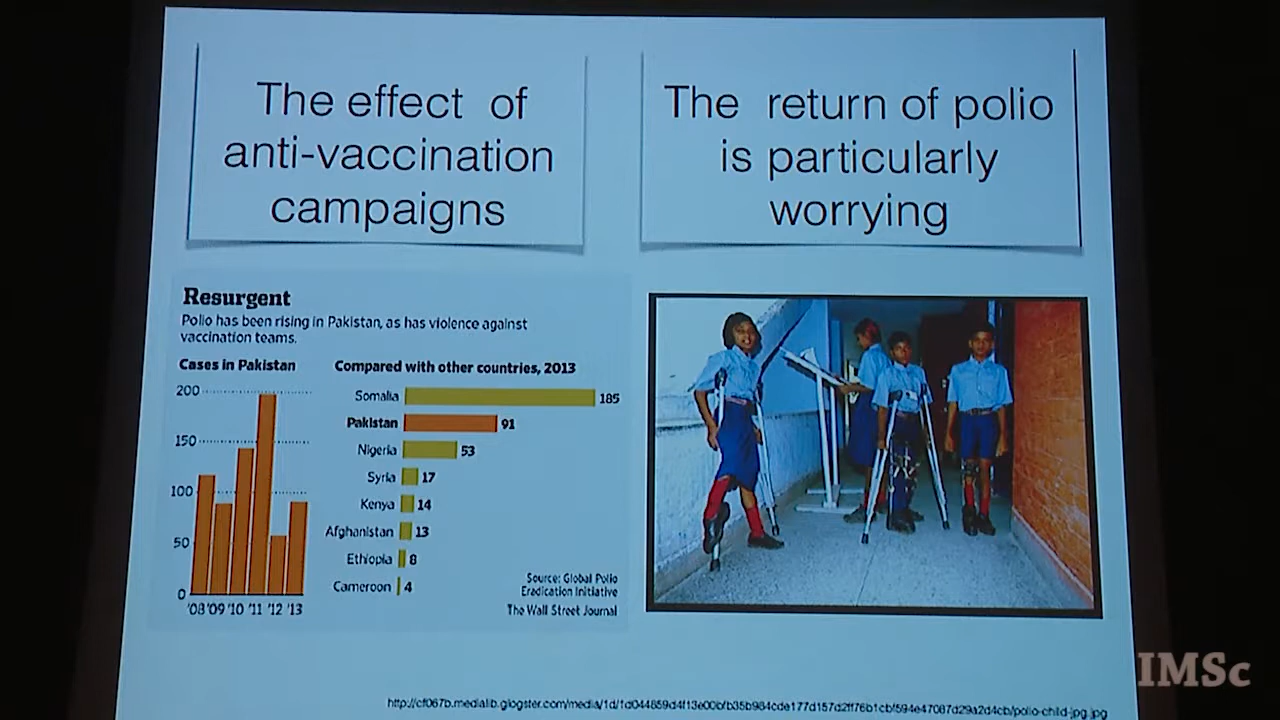 The effect of
anti-vaccination
campaigns
The return of polio
is particularly
worrying
Resurgent
Polio has been rising in Pakistan, as has violence against
vaccination teams.
Cases in Pakistan
200
150
100
50
0
'08 '09 '10 '11 '12 '13
Compared with other countries, 2013
Somalia 185
Pakistan 91
Nigeria 53
Syria 17
Kenya 14
Afghanistan 13
Ethiopia 8
Cameroon 4
Source: Global Polio
Eradication Initiative
The Wall Street Journal
IMSc